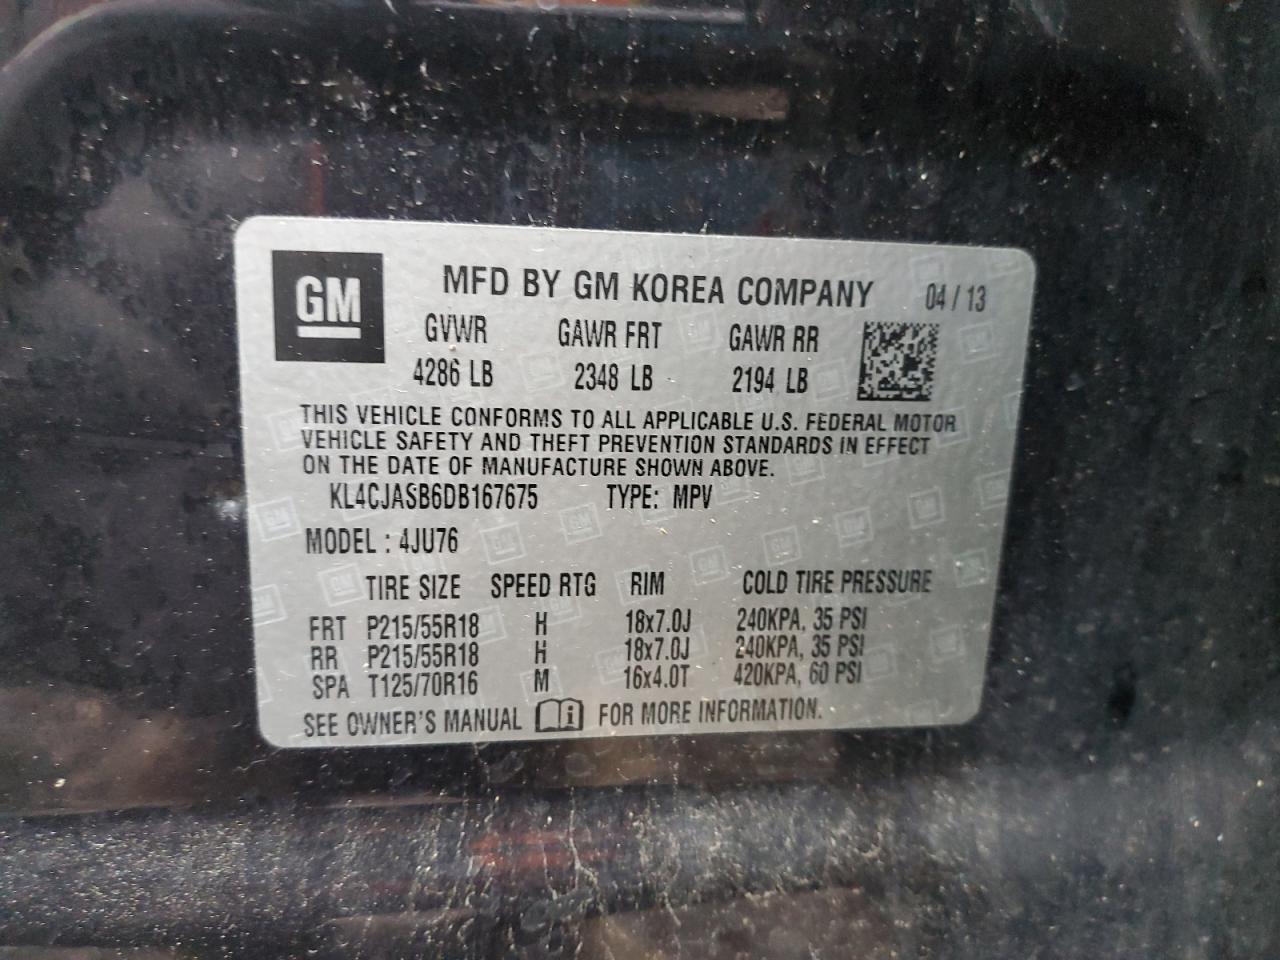 GM
MFD BY GM KOREA COMPANY 04 / 13
GVWR GAWR FRT GAWR RR
4286 LB 2348 LB 2194 LB
THIS VEHICLE CONFORMS TO ALL APPLICABLE U.S. FEDERAL MOTOR
VEHICLE SAFETY AND THEFT PREVENTION STANDARDS IN EFFECT
ON THE DATE OF MANUFACTURE SHOWN ABOVE.
KL4CJASB6DB167675 TYPE: MPV
MODEL : 4JU76
TIRE SIZE SPEED RTG RIM COLD TIRE PRESSURE
FRT P215/55R18 H 18x7.0J 240KPA, 35 PSI
RR P215/55R18 H 18x7.0J 240KPA, 35 PSI
SPA T125/70R16 M 16x4.0T 420KPA, 60 PSI
SEE OWNER'S MANUAL i FOR MORE INFORMATION.